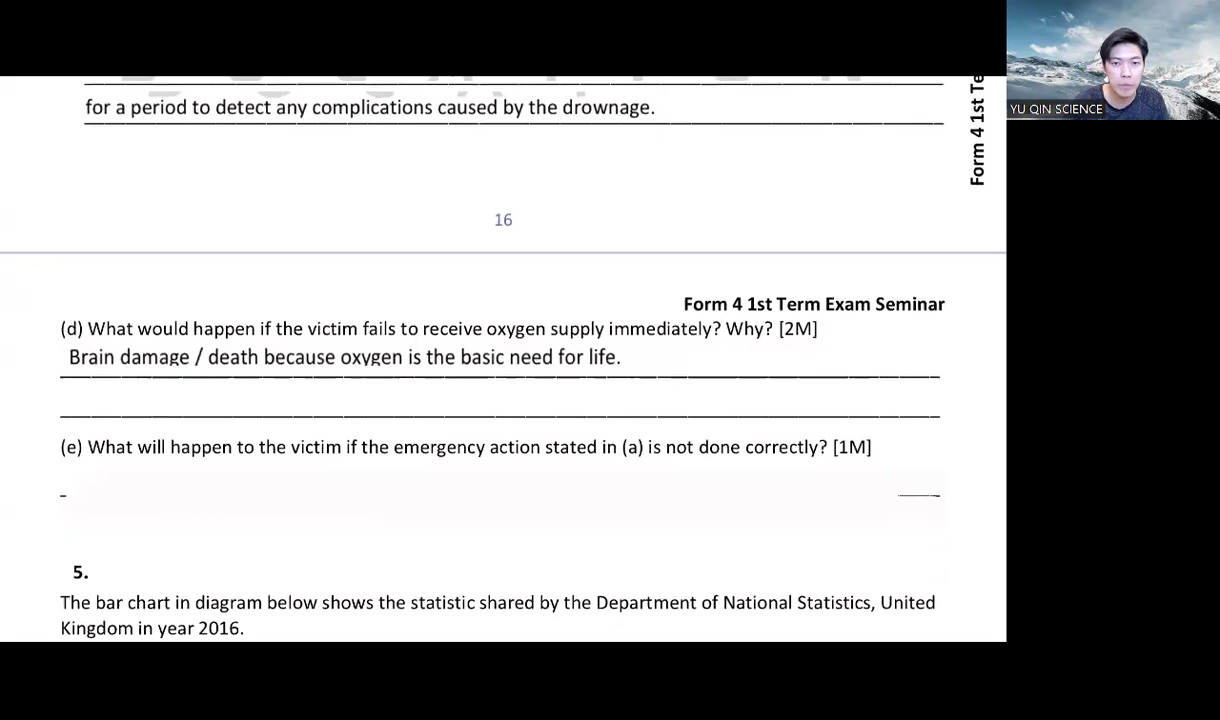 for a period to detect any complications caused by the drownage.
Form 4 1st Te
YU QIN SCIENCE
16
Form 4 1st Term Exam Seminar
(d) What would happen if the victim fails to receive oxygen supply immediately? Why? [2M]
Brain damage / death because oxygen is the basic need for life.
(e) What will happen to the victim if the emergency action stated in (a) is not done correctly? [1M]
5.
The bar chart in diagram below shows the statistic shared by the Department of National Statistics, United
Kingdom in year 2016.